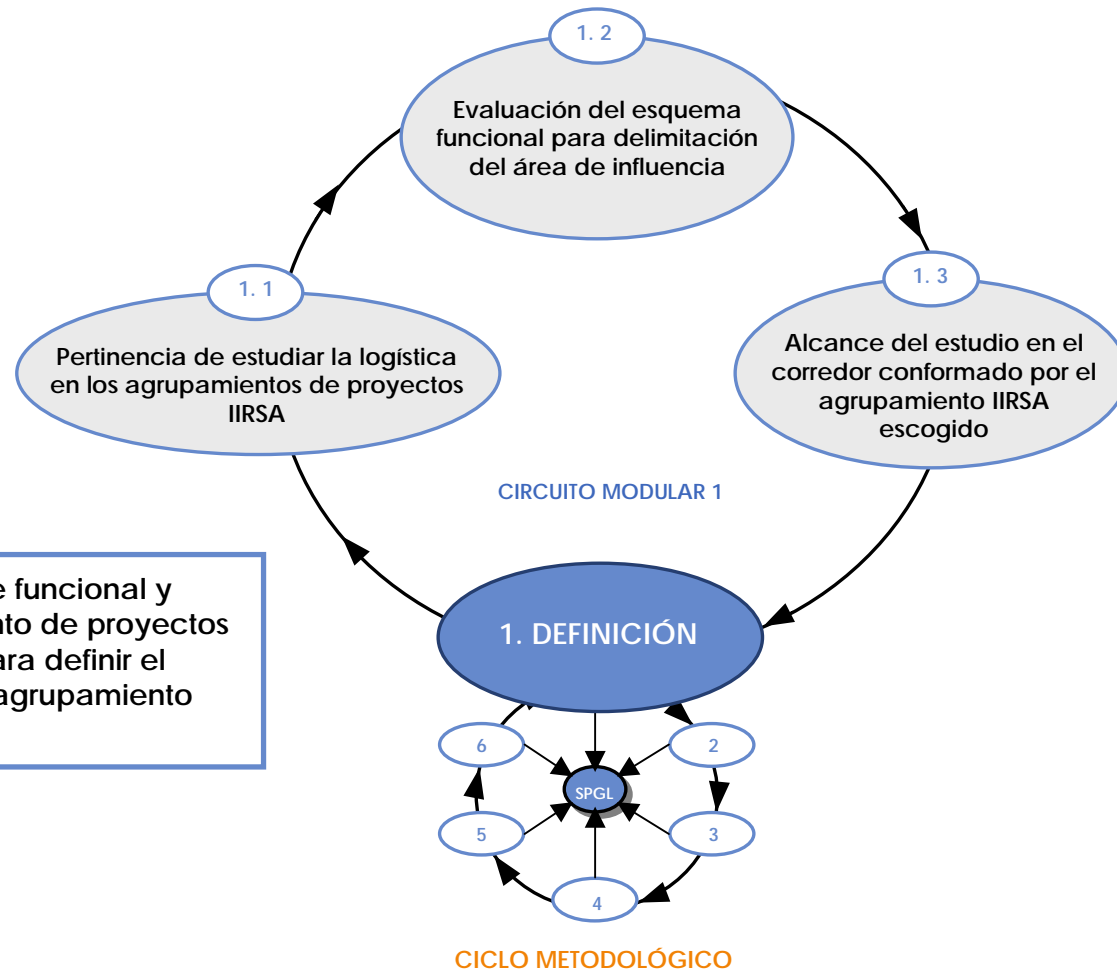 1. 2
Evaluación del esquema
funcional para delimitación
del área de influencia
1. 1
Pertinencia de estudiar la logística
en los agrupamientos de proyectos
IIRSA
1. 3
Alcance del estudio en el
corredor conformado por el
agrupamiento IIRSA
escogido
CIRCUITO MODULAR 1
e funcional y
nto de proyectos
ara definir el
agrupamiento
1. DEFINICIÓN
6
2
SPGL
5
3
4
CICLO METODOLÓGICO